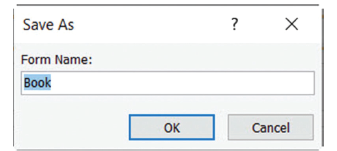 Save As ? ×
Form Name:
Book
OK Cancel